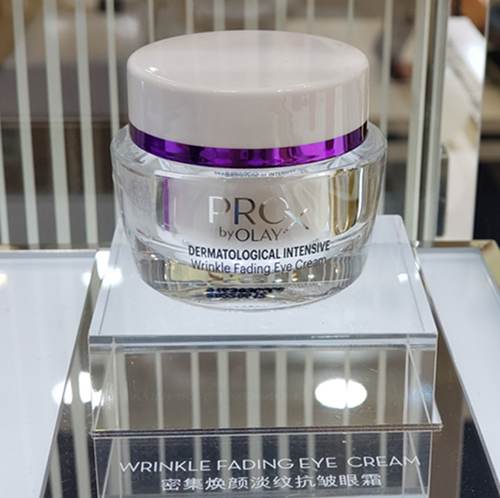 PRO X
by OLAY
DERMATOLOGICAL INTENSIVE
Wrinkle Fading Eye Cream
WRINKLE FADING EYE CREAM
密集焕颜淡纹抗皱眼霜